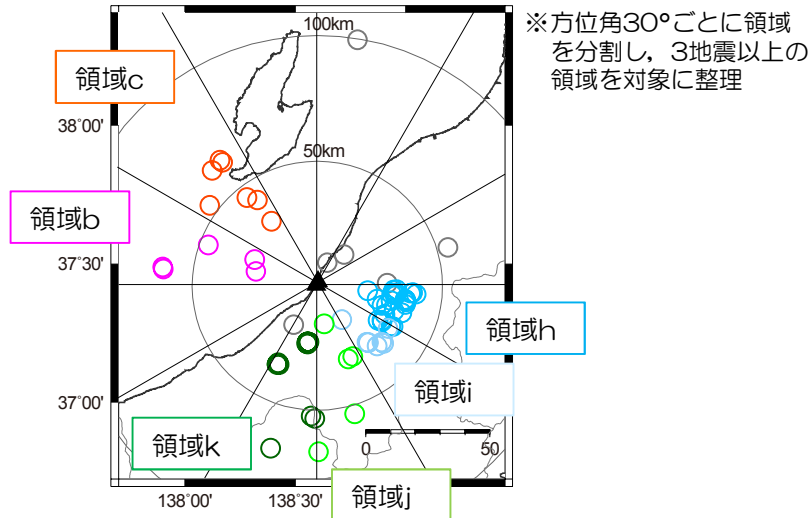 ※方位角30°ごとに領域
を分割し，3地震以上の
領域を対象に整理
100km
領域c
38°00'
50km
領域b
37°30'
領域h
領域i
37°00'
領域k
0
50
138°00'
138°30'
領域j